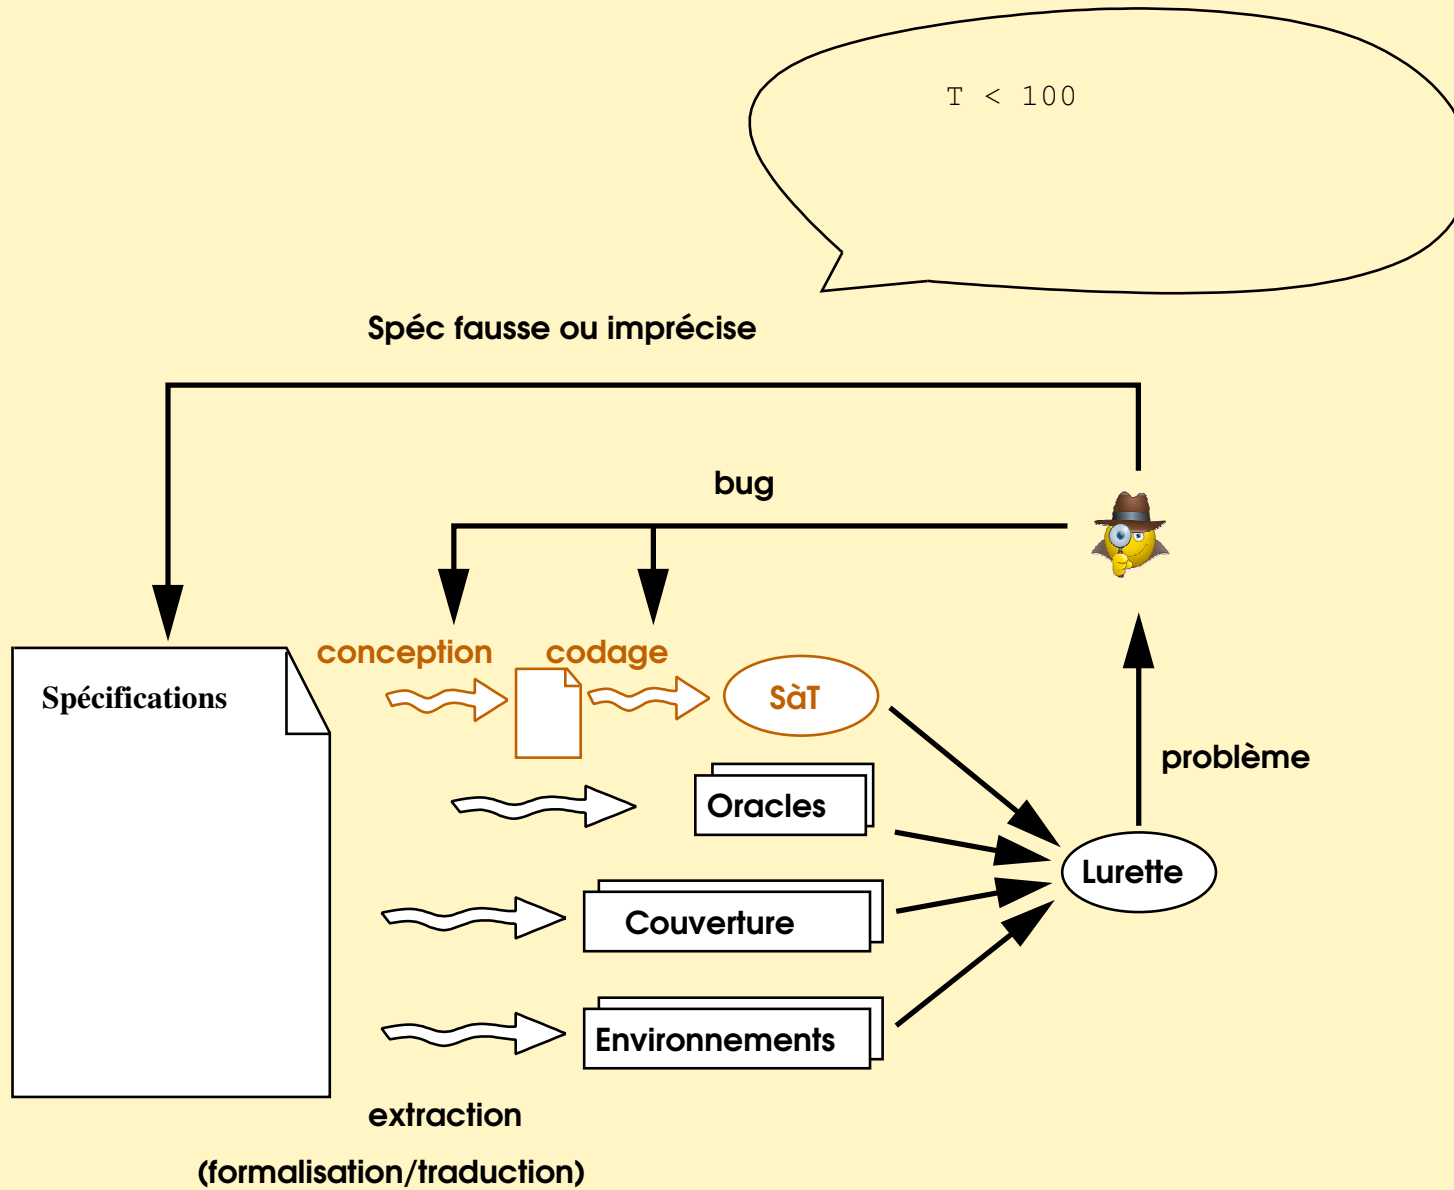 T < 100
Spéc fausse ou imprécise
bug
conception codage
Spécifications
SàT
problème
Oracles
Lurette
Couverture
Environnements
extraction
(formalisation/traduction)